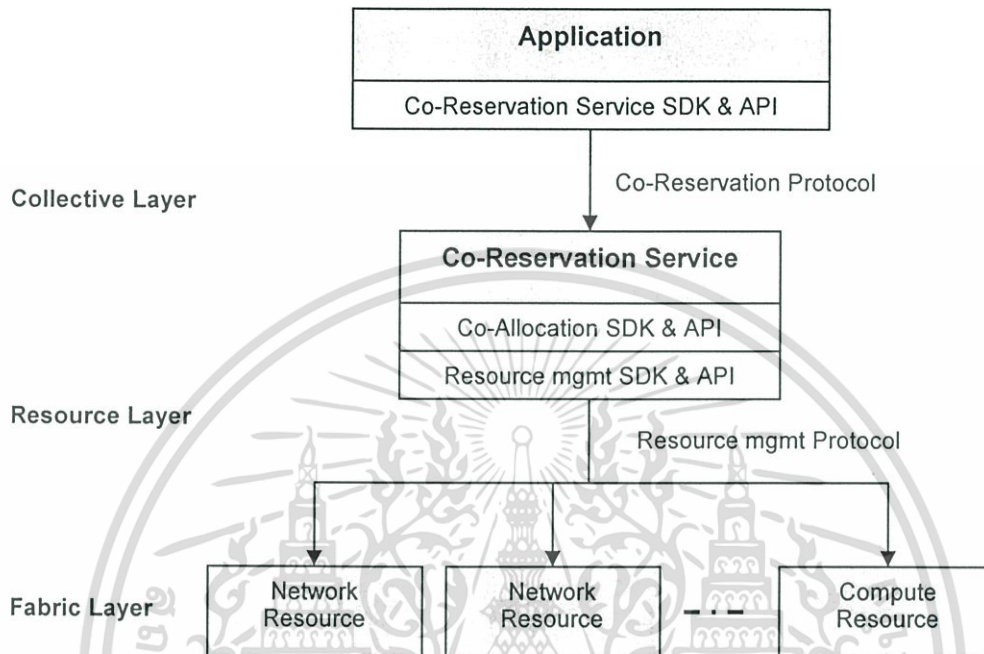 Application
Co-Reservation Service SDK & API
Co-Reservation Protocol
Collective Layer
Co-Reservation Service
Co-Allocation SDK & API
Resource mgmt SDK & API
Resource Layer
Resource mgmt Protocol
Fabric Layer
Network
Resource
Network
Resource
Compute
Resource